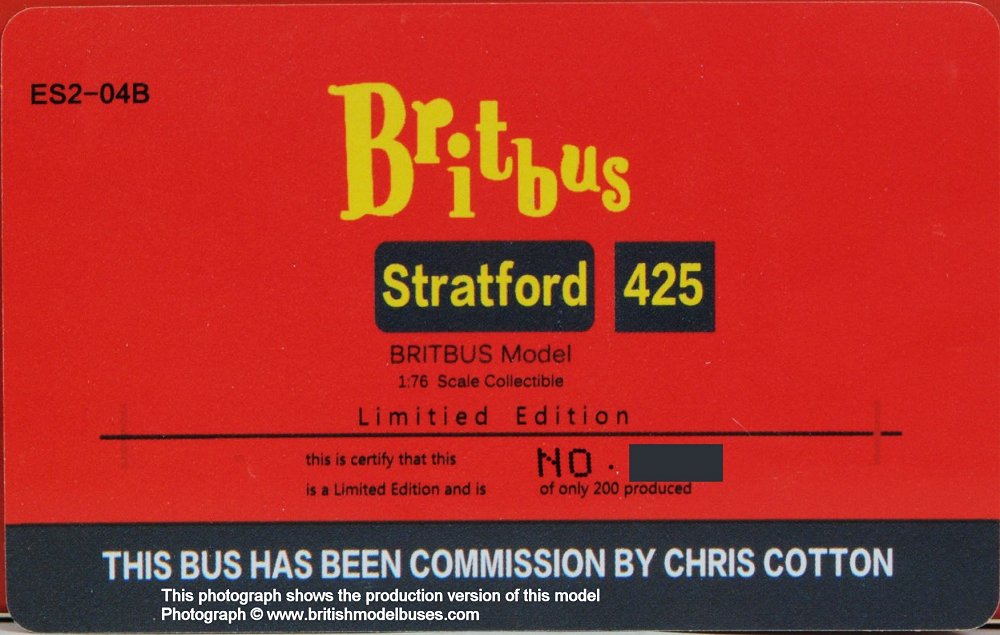 ES2-04B
Britbus
Stratford 425
BRITBUS Model
1:76 Scale Collectible
Limitied Edition
this is certify that this NO.
is a Limited Edition and is of only 200 produced
THIS BUS HAS BEEN COMMISSION BY CHRIS COTTON
This photograph shows the production version of this model
Photograph © www.britishmodelbuses.com